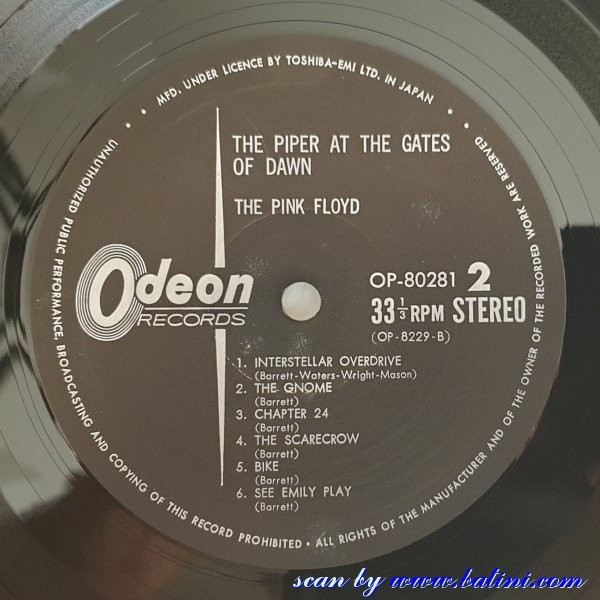 • MFD. UNDER LICENCE BY TOSHIBA-EMI LTD. IN JAPAN •
THE PIPER AT THE GATES
OF DAWN
THE PINK FLOYD
Odeon
RECORDS
OP-80281 2
33 1/3 RPM STEREO
(OP-8229-B)
1. INTERSTELLAR OVERDRIVE
(Barrett-Waters-Wright-Mason)
2. THE GNOME
(Barrett)
3. CHAPTER 24
(Barrett)
4. THE SCARECROW
(Barrett)
5. BIKE
(Barrett)
6. SEE EMILY PLAY
(Barrett)
• ALL RIGHTS OF THE MANUFACTURER AND OF THE OWNER OF THE RECORDED WORK ARE RESERVED •
UNAUTHORIZED PUBLIC PERFORMANCE, BROADCASTING AND COPYING OF THIS RECORD PROHIBITED
scan by www.batini.com